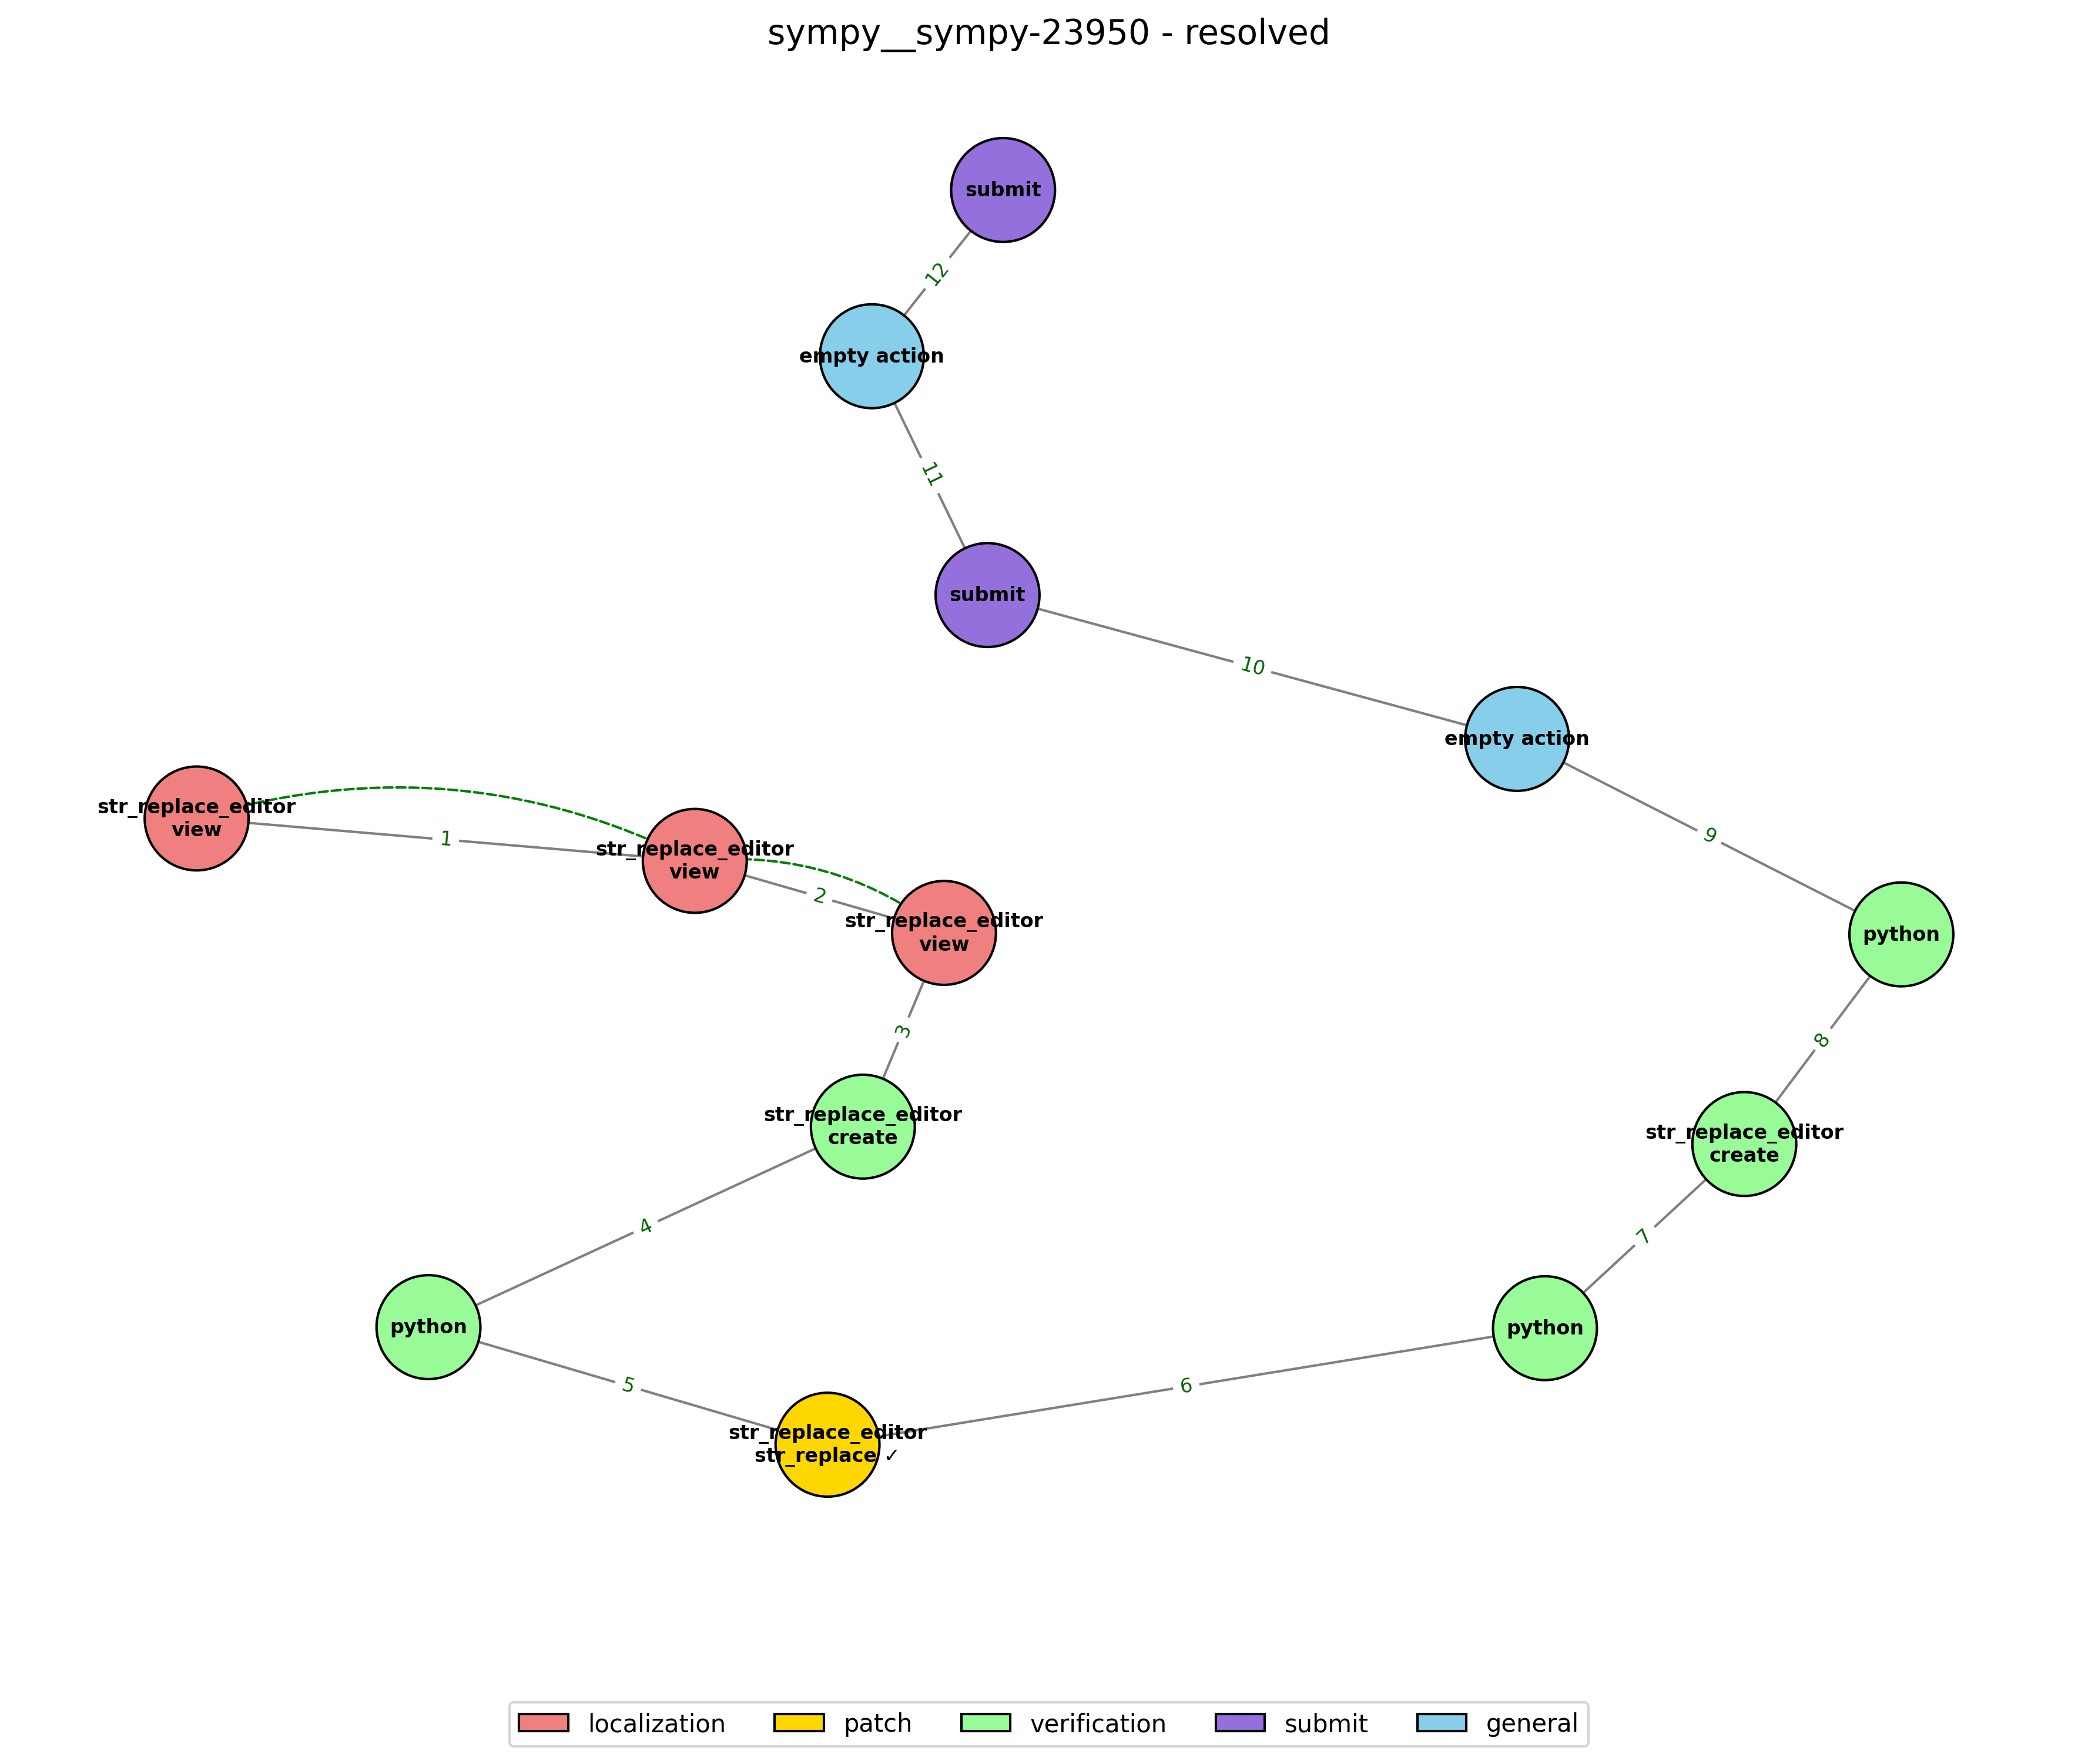 sympy__sympy-23950 - resolved
submit
12
empty action
11
submit
10
empty action
9
str_replace_editor
view
1
str_replace_editor
view
2
str_replace_editor
view
python
3
8
str_replace_editor
create
str_replace_editor
create
4
7
python
python
5
6
str_replace_editor
str_replace ✓
localization
patch
verification
submit
general